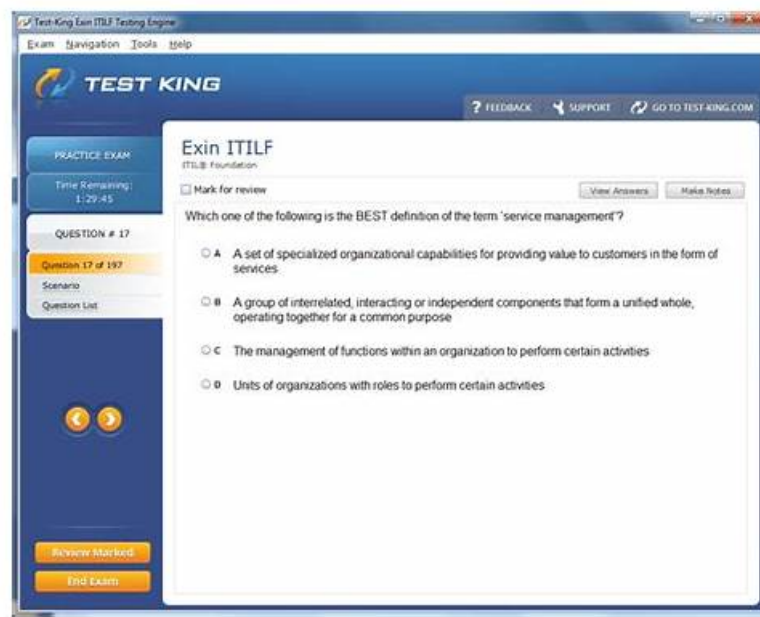 Test-King Exin ITILF Testing Engine
Exam Navigation Tools Help
TEST KING
? FEEDBACK SUPPORT GO TO TEST-KING.COM
PRACTICE EXAM
Time Remaining:
1:29:45
QUESTION # 17
Question 17 of 197
Scenario
Question List
Review Marked
End Exam
Exin ITILF
ITIL® Foundation
Mark for review
View Answers Make Notes
Which one of the following is the BEST definition of the term 'service management'?
A A set of specialized organizational capabilities for providing value to customers in the form of
services
B A group of interrelated, interacting or independent components that form a unified whole,
operating together for a common purpose
C The management of functions within an organization to perform certain activities
D Units of organizations with roles to perform certain activities